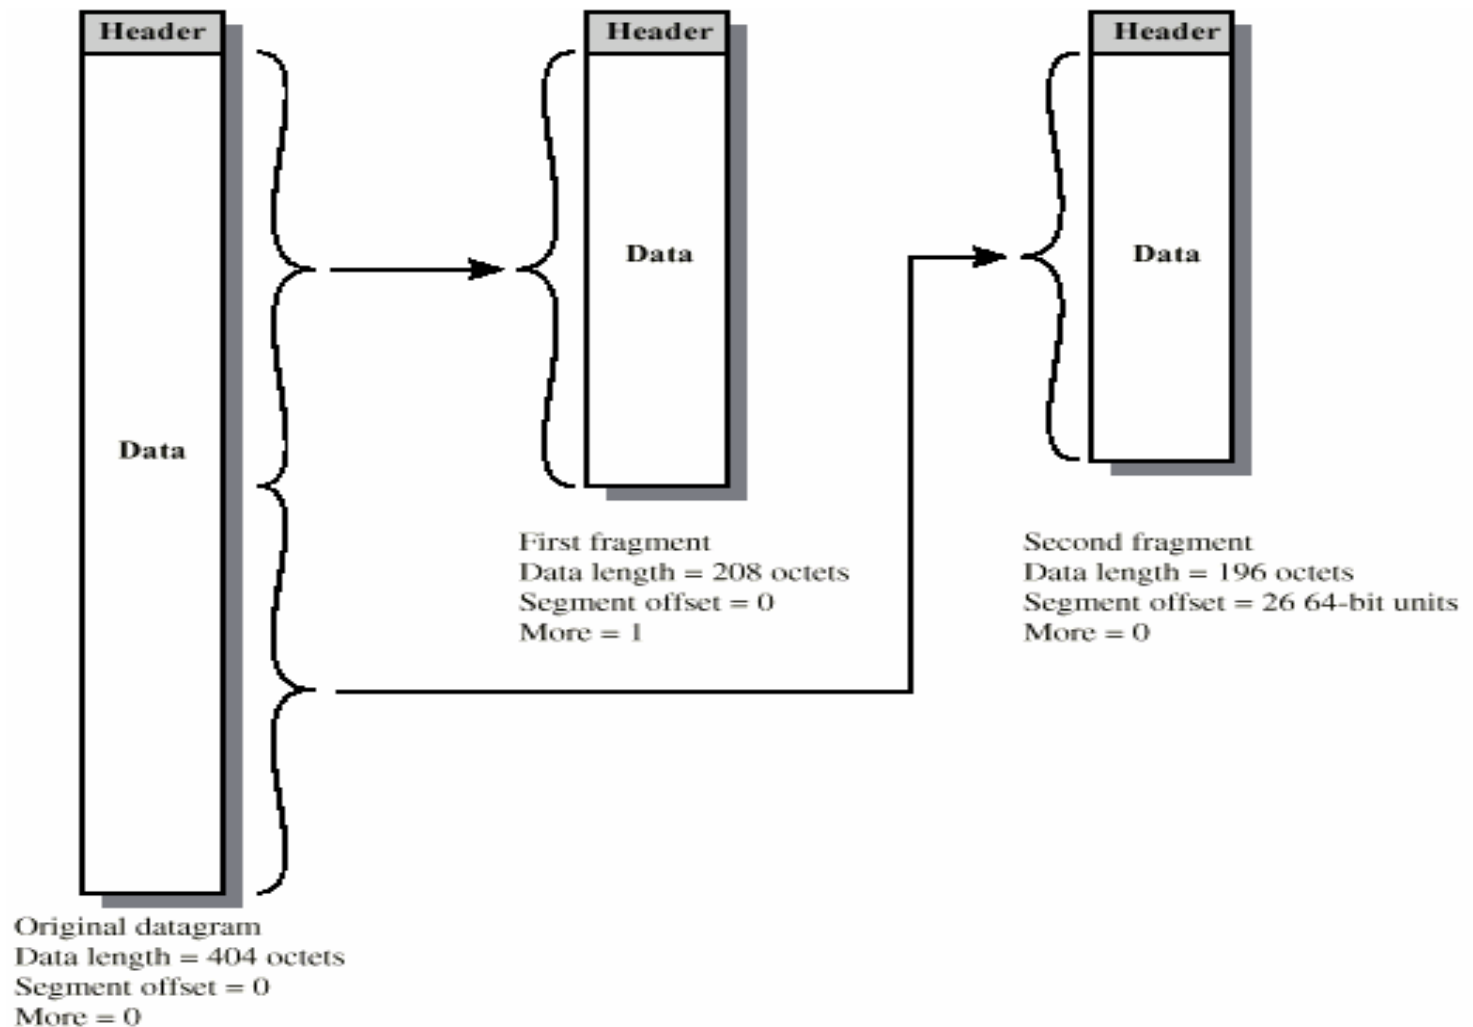 Header
Data
Original datagram
Data length = 404 octets
Segment offset = 0
More = 0
Header
Data
First fragment
Data length = 208 octets
Segment offset = 0
More = 1
Header
Data
Second fragment
Data length = 196 octets
Segment offset = 26 64-bit units
More = 0